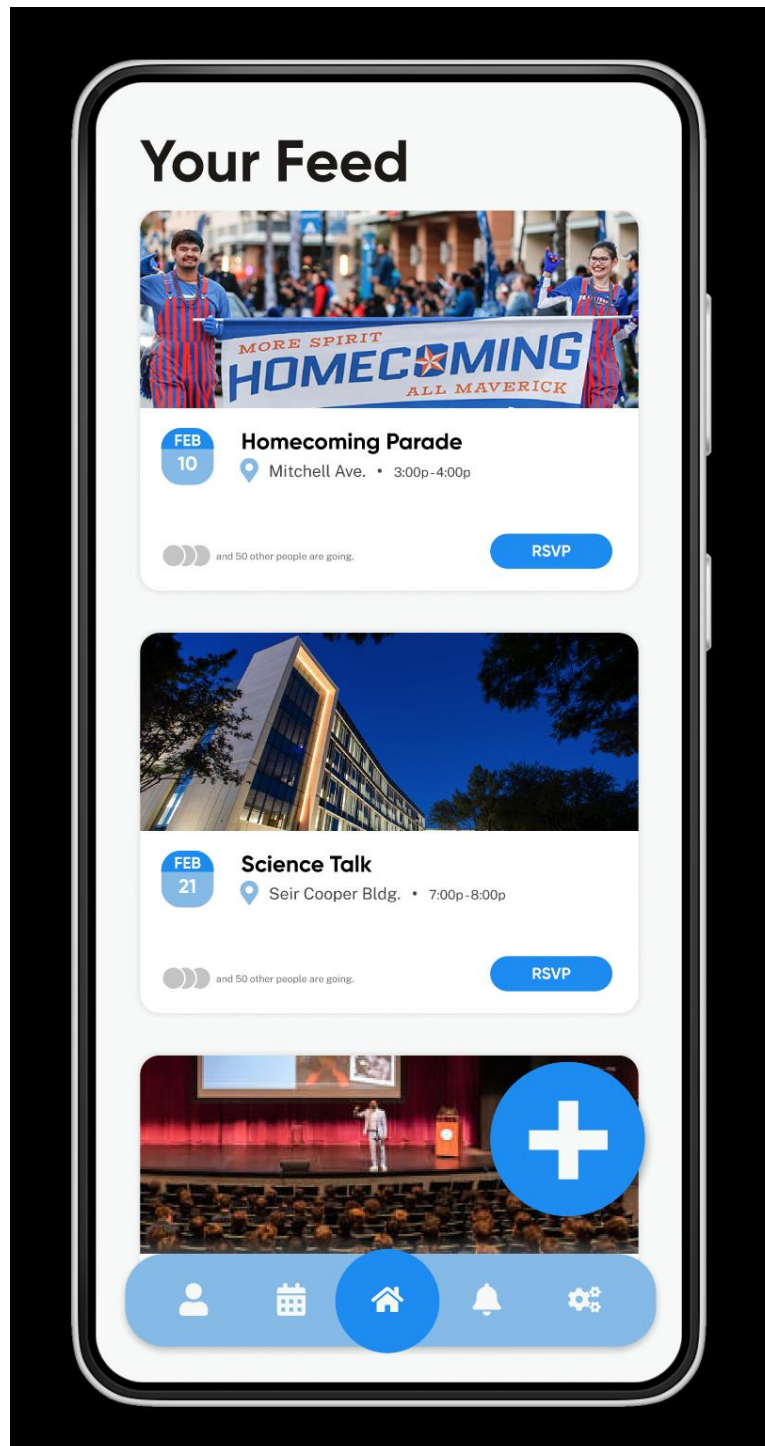 Your Feed
MORE SPIRIT
HOMECOMING
ALL MAVERICK
FEB
10
Homecoming Parade
Mitchell Ave. • 3:00p-4:00p
and 50 other people are going.
RSVP
FEB
21
Science Talk
Seir Cooper Bldg. • 7:00p-8:00p
and 50 other people are going.
RSVP